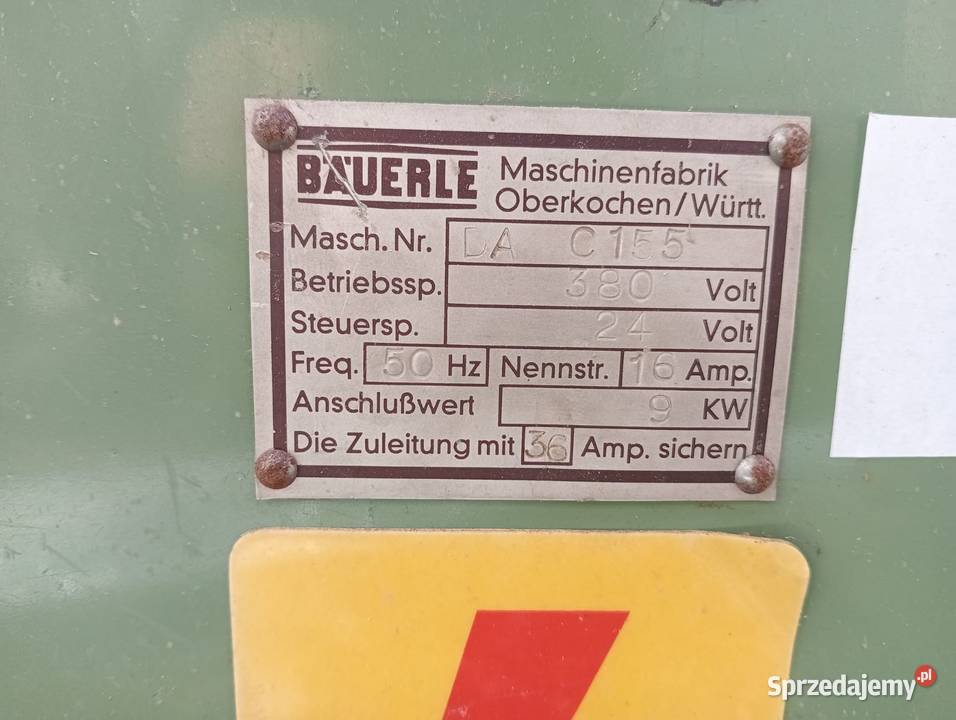 BÄUERLE Maschinenfabrik
Oberkochen/Württ.
Masch.Nr. DA C155
Betriebssp. 380 Volt
Steuersp. 24 Volt
Freq. 50 Hz Nennstr. 16 Amp.
Anschlußwert 9 KW
Die Zuleitung mit 36 Amp. sichern
Sprzedajemy.pl